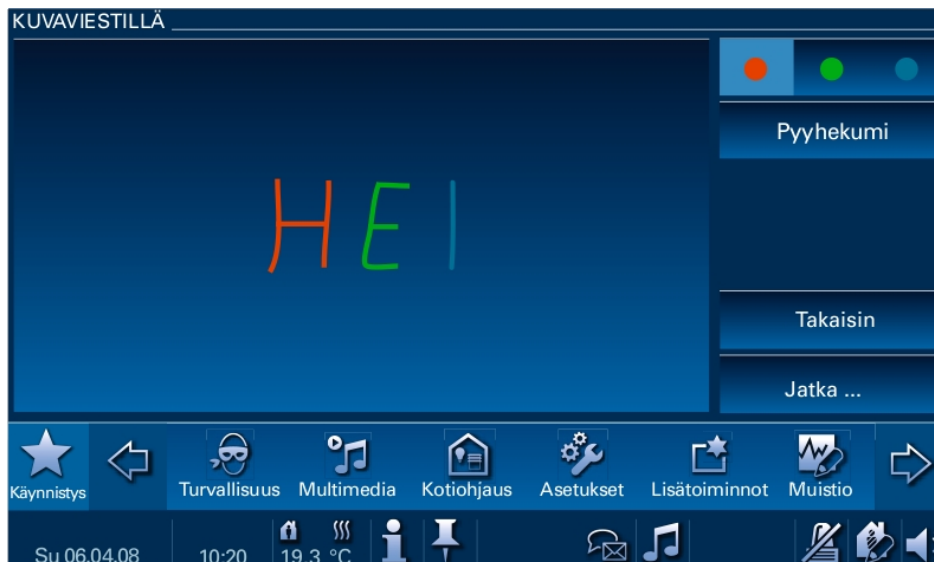 KUVAVIESTILLÄ
Pyyhekumi
HEI
Takaisin
Jatka ...
Käynnistys Turvallisuus Multimedia Kotiohjaus Asetukset Lisätoiminnot Muistio
Su 06.04.08 10:20 19.3 °C